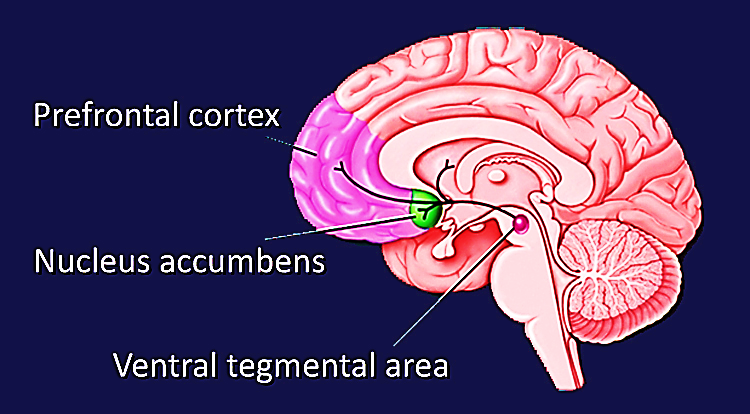 Prefrontal cortex
Nucleus accumbens
Ventral tegmental area